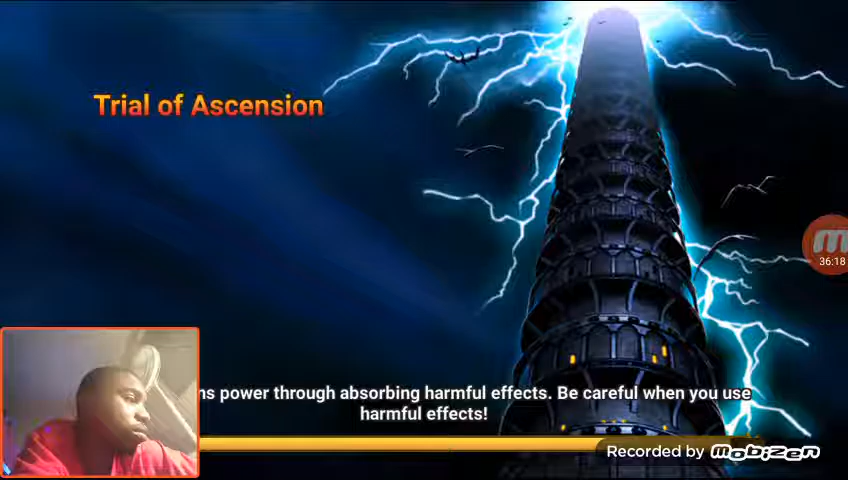 Trial of Ascension
36:18
ns power through absorbing harmful effects. Be careful when you use
harmful effects!
Recorded by mobizen